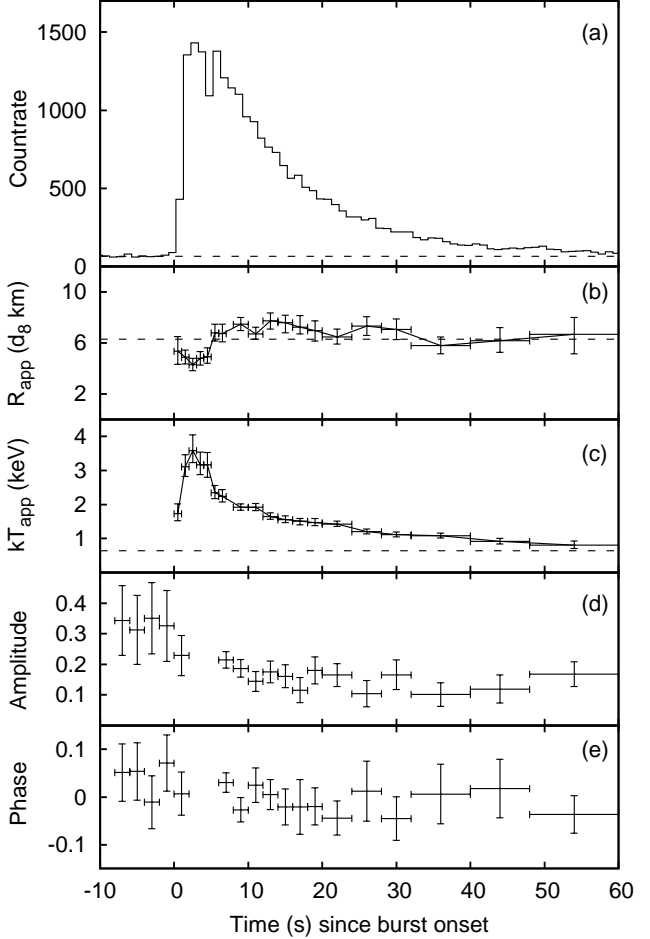 1500
(a)
1000
Countrate
500
0
10
(b)
R_app (d_8 km)
6
2
4
(c)
3
kT_app (keV)
2
1
0.4
(d)
0.3
Amplitude
0.2
0.1
0.1
(e)
Phase
0
-0.1
-10 0 10 20 30 40 50 60
Time (s) since burst onset